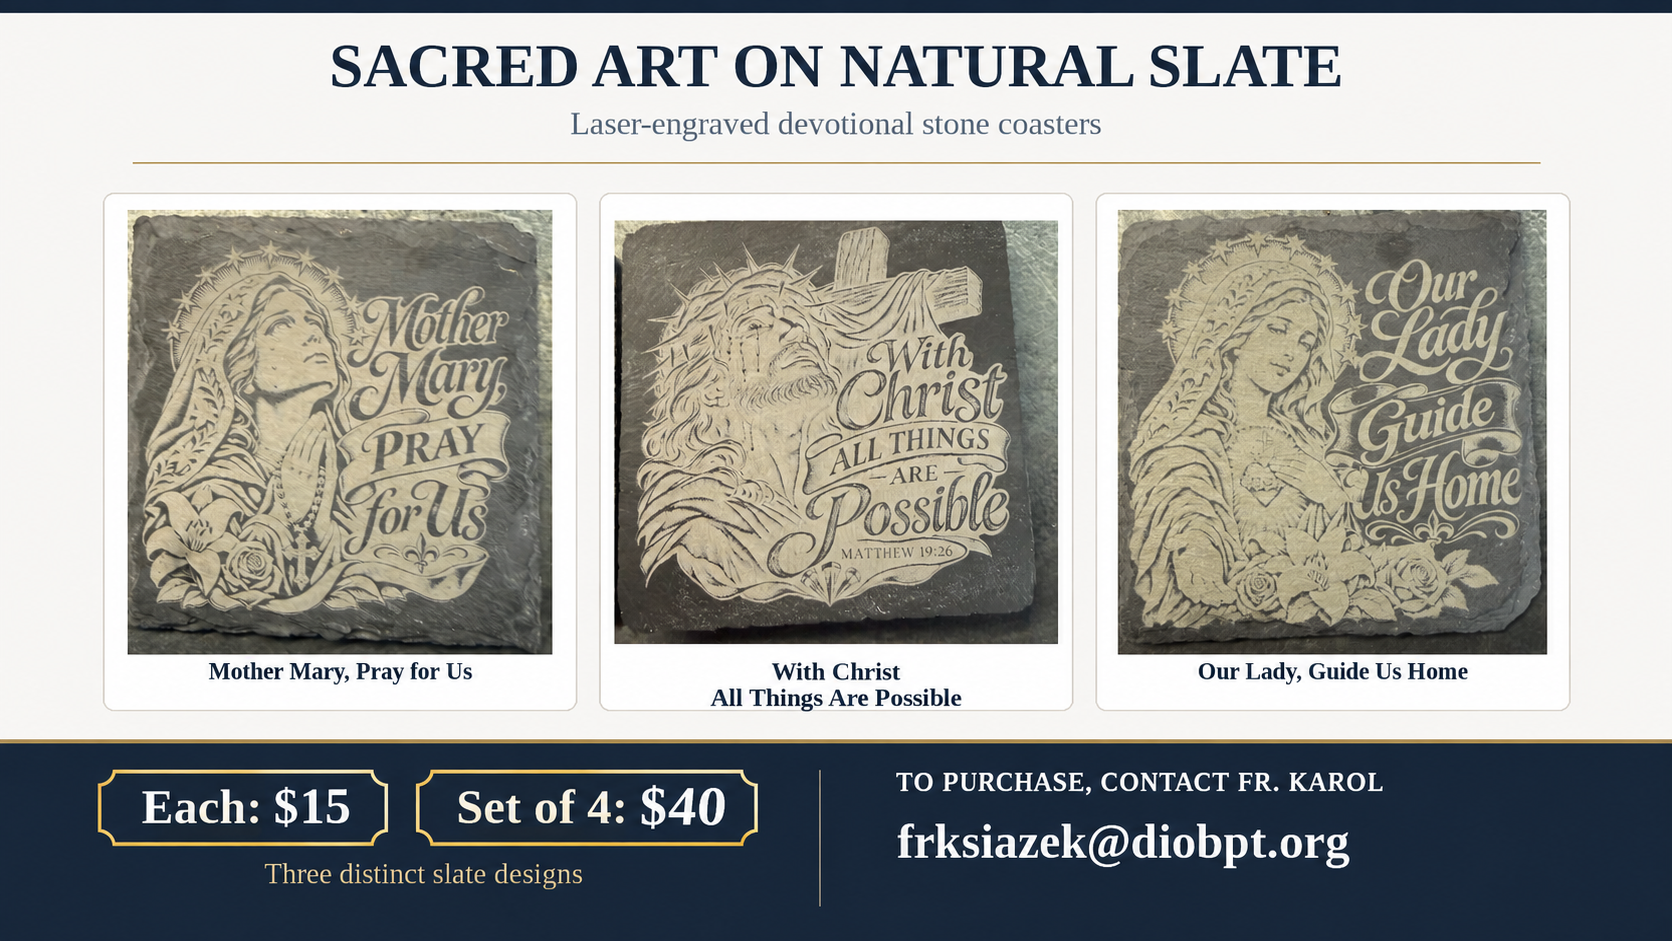 SACRED ART ON NATURAL SLATE
Laser-engraved devotional stone coasters
Mother
Mary,
PRAY
for Us
Mother Mary, Pray for Us
With
Christ
ALL THINGS
ARE
Possible
MATTHEW 19:26
With Christ
All Things Are Possible
Our
Lady
Guide
Us Home
Our Lady, Guide Us Home
Each: $15
Set of 4: $40
Three distinct slate designs
TO PURCHASE, CONTACT FR. KAROL
frksiazek@diobpt.org